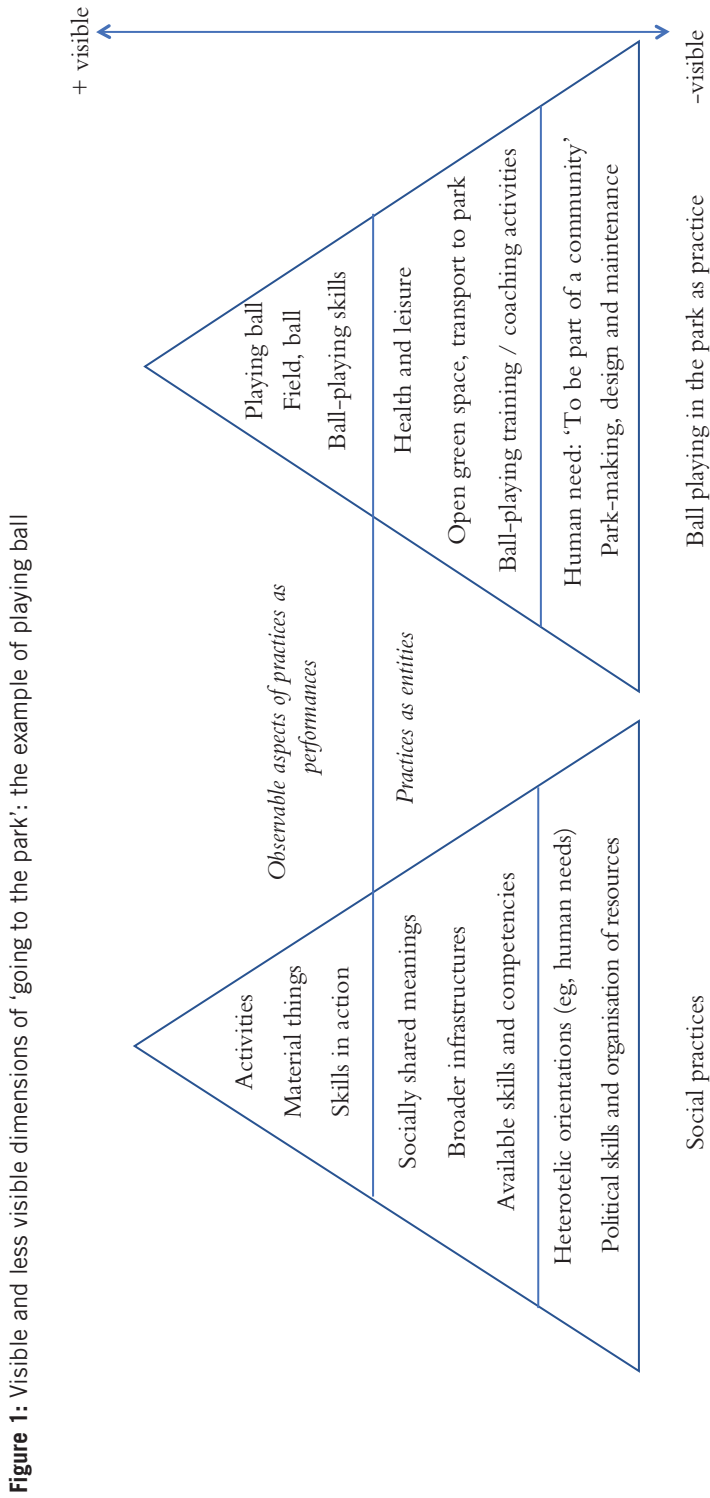 Figure 1: Visible and less visible dimensions of ‘going to the park’: the example of playing ball
+ visible
Activities
Material things
Skills in action
Observable aspects of practices as
performances
Playing ball
Field, ball
Ball-playing skills
Socially shared meanings
Broader infrastructures
Available skills and competencies
Practices as entities
Health and leisure
Open green space, transport to park
Ball-playing training / coaching activities
Heterotelic orientations (eg, human needs)
Political skills and organisation of resources
Human need: ‘To be part of a community’
Park-making, design and maintenance
Social practices
Ball playing in the park as practice
-visible